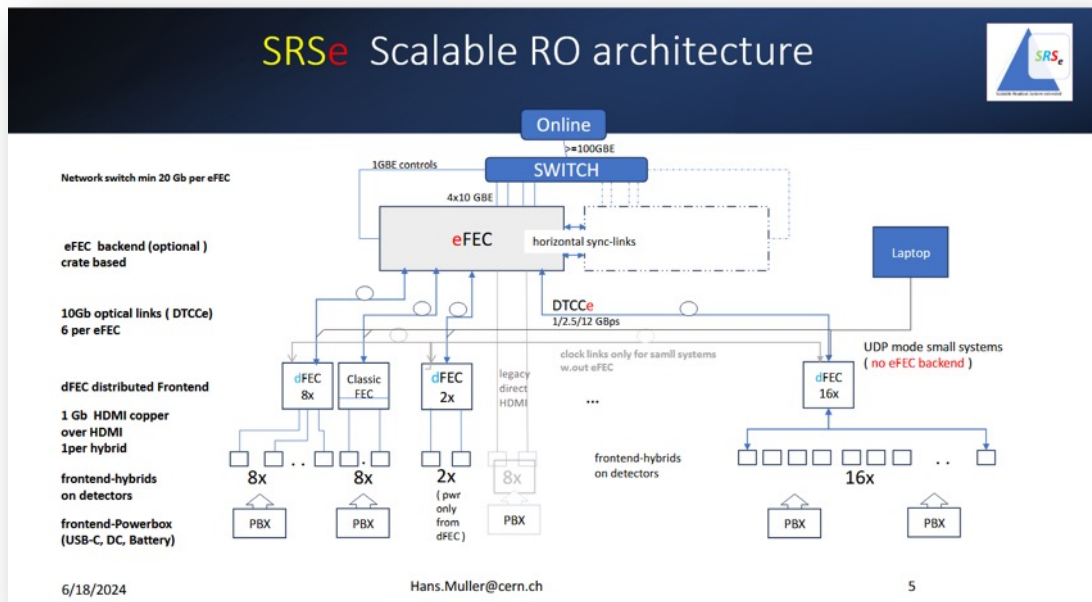 SRSe Scalable RO architecture
SRSe
Online
>=100GBE
1GBE controls
SWITCH
Network switch min 20 Gb per eFEC
4x10 GBE
eFEC backend (optional )
crate based
eFEC
horizontal sync-links
Laptop
10Gb optical links ( DTCCe)
6 per eFEC
DTCCe
1/2.5/12 GBps
UDP mode small systems
( no eFEC backend )
clock links only for samll systems
w.out eFEC
dFEC distributed Frontend
dFEC
8x
Classic
FEC
dFEC
2x
legacy
direct
HDMI
...
dFEC
16x
1 Gb HDMI copper
over HDMI
1per hybrid
frontend-hybrids
on detectors
8x
8x
2x
( pwr
only
from
dFEC )
8x
frontend-hybrids
on detectors
16x
frontend-Powerbox
(USB-C, DC, Battery)
PBX
PBX
PBX
PBX
PBX
6/18/2024
Hans.Muller@cern.ch
5